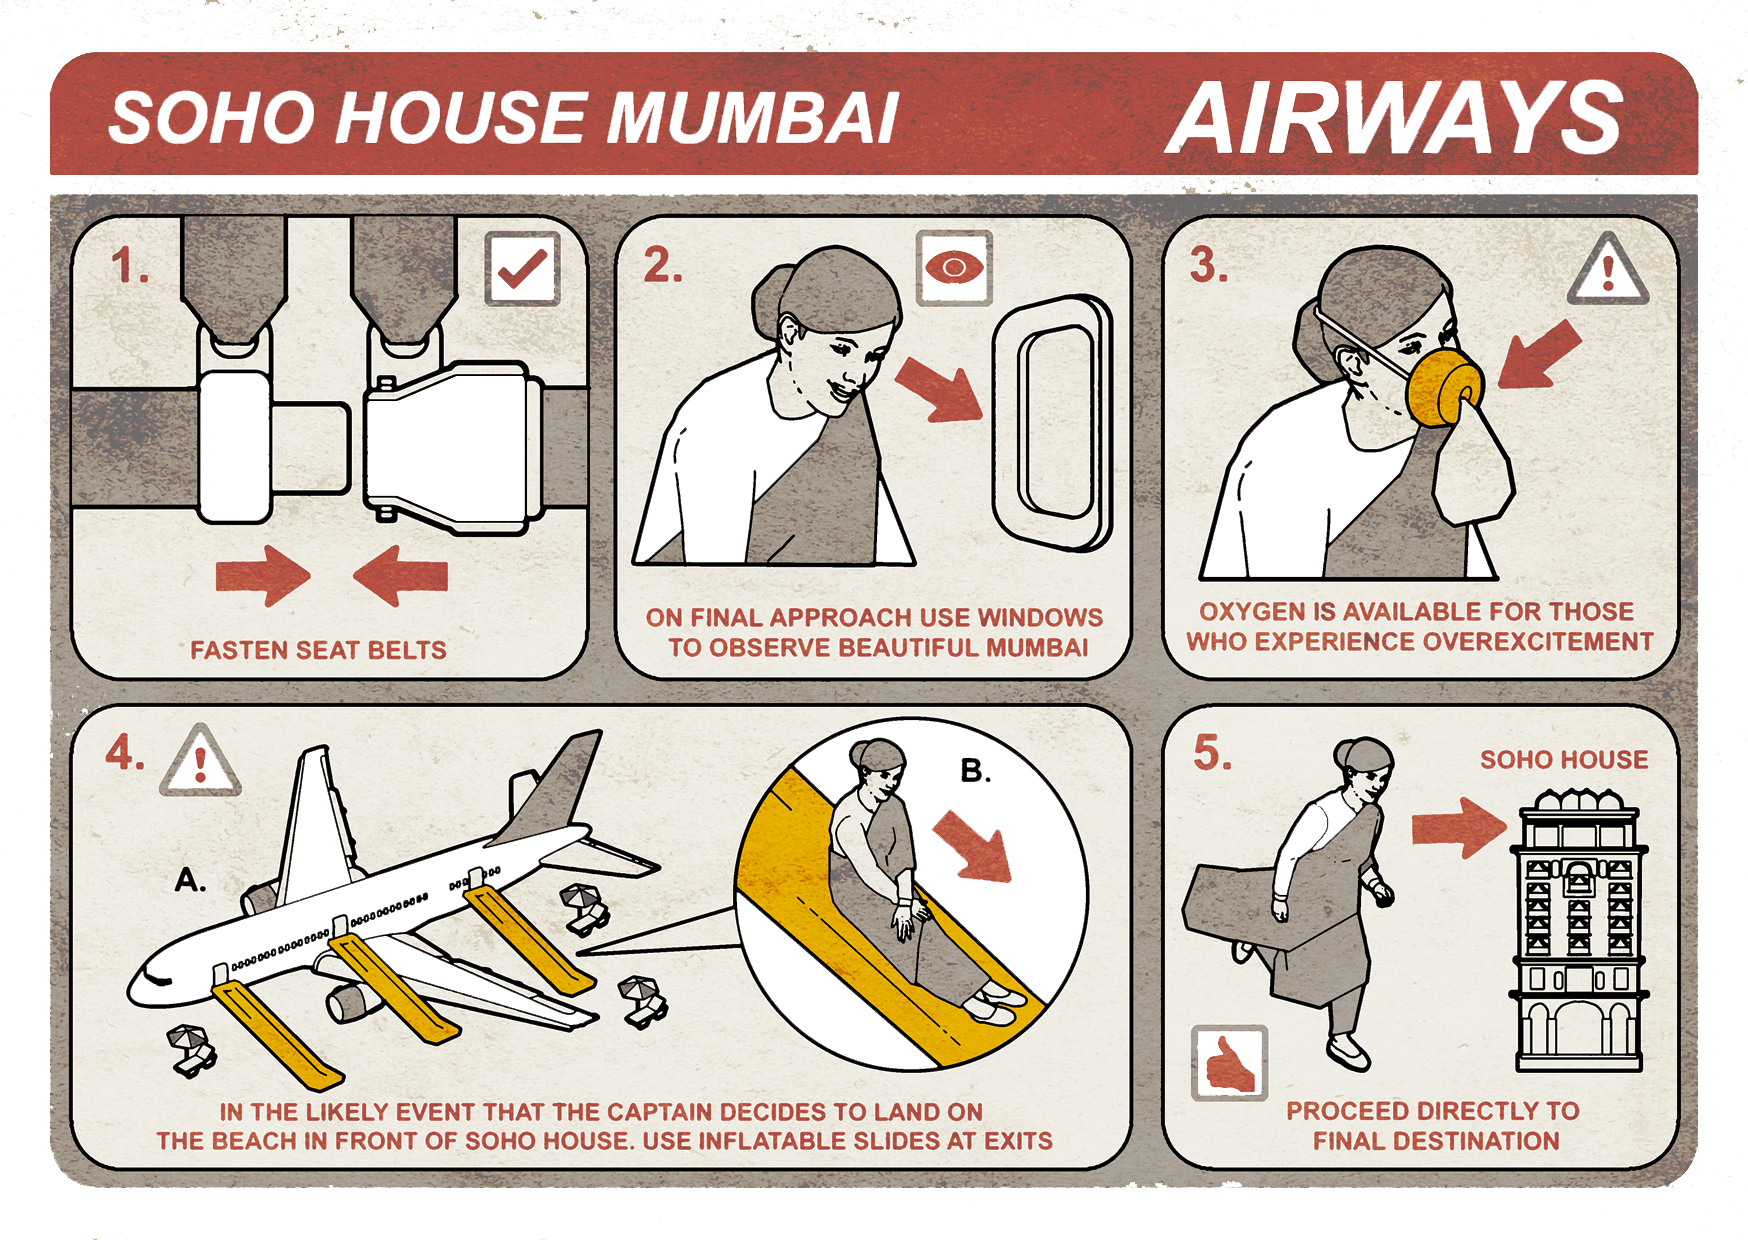 SOHO HOUSE MUMBAI
AIRWAYS
1.
FASTEN SEAT BELTS
2.
ON FINAL APPROACH USE WINDOWS
TO OBSERVE BEAUTIFUL MUMBAI
3.
OXYGEN IS AVAILABLE FOR THOSE
WHO EXPERIENCE OVEREXCITEMENT
4.
A.
B.
IN THE LIKELY EVENT THAT THE CAPTAIN DECIDES TO LAND ON
THE BEACH IN FRONT OF SOHO HOUSE. USE INFLATABLE SLIDES AT EXITS
5.
SOHO HOUSE
PROCEED DIRECTLY TO
FINAL DESTINATION